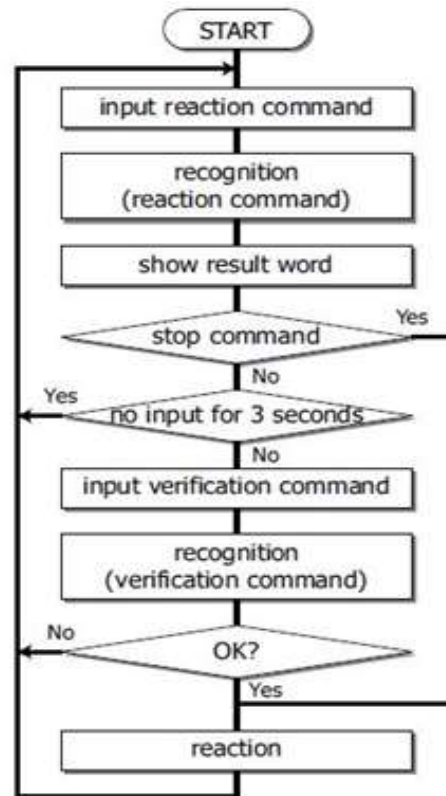 START
input reaction command
recognition
(reaction command)
show result word
stop command
Yes
No
Yes
no input for 3 seconds
No
input verification command
recognition
(verification command)
No
OK?
Yes
reaction